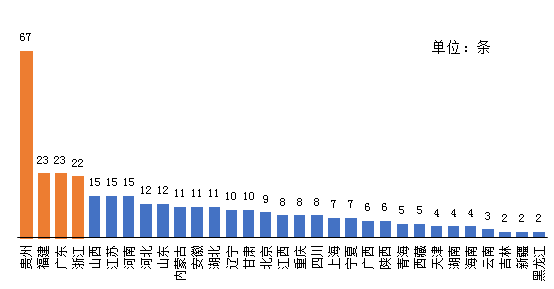 单位：条
67
23 23 22 15 15 15 12 12 11 11 11 10 10 9 8 8 8 7 7 6 6 5 5 4 4 4 3 2 2 2
贵州 福建 广东 浙江 山西 江苏 河南 河北 山东 内蒙古 安徽 湖北 辽宁 甘肃 北京 江西 重庆 四川 上海 宁夏 广西 陕西 青海 西藏 天津 湖南 海南 云南 吉林 新疆 黑龙江